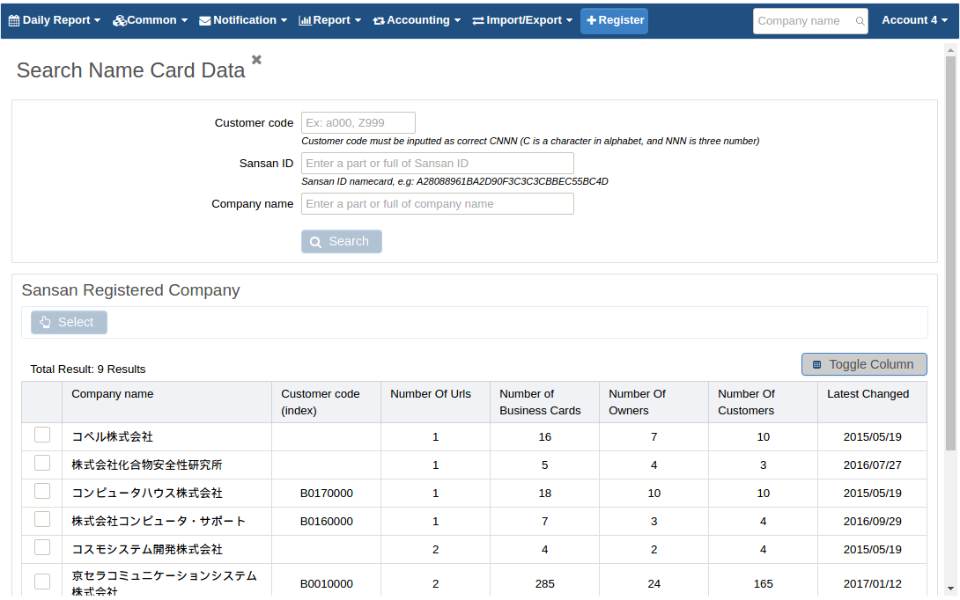 Daily Report Common Notification Report Accounting Import/Export Register Company name Account 4
Search Name Card Data
Customer code Ex: a000, Z999
Customer code must be inputted as correct CNNN (C is a character in alphabet, and NNN is three number)
Sansan ID Enter a part or full of Sansan ID
Sansan ID namecard, e.g: A28088961BA2D90F3C3C3CBBEC55BC4D
Company name Enter a part or full of company name
Search
Sansan Registered Company
Select
Total Result: 9 Results Toggle Column
Company name Customer code (index) Number Of Urls Number of Business Cards Number Of Owners Number Of Customers Latest Changed
コベル株式会社 1 16 7 10 2015/05/19
株式会社化合物安全性研究所 1 5 4 3 2016/07/27
コンピュータハウス株式会社 B0170000 1 18 10 10 2015/05/19
株式会社コンピュータ・サポート B0160000 1 7 3 4 2016/09/29
コスモシステム開発株式会社 2 4 2 4 2015/05/19
京セラコミュニケーションシステム株式会社 B0010000 2 285 24 165 2017/01/12